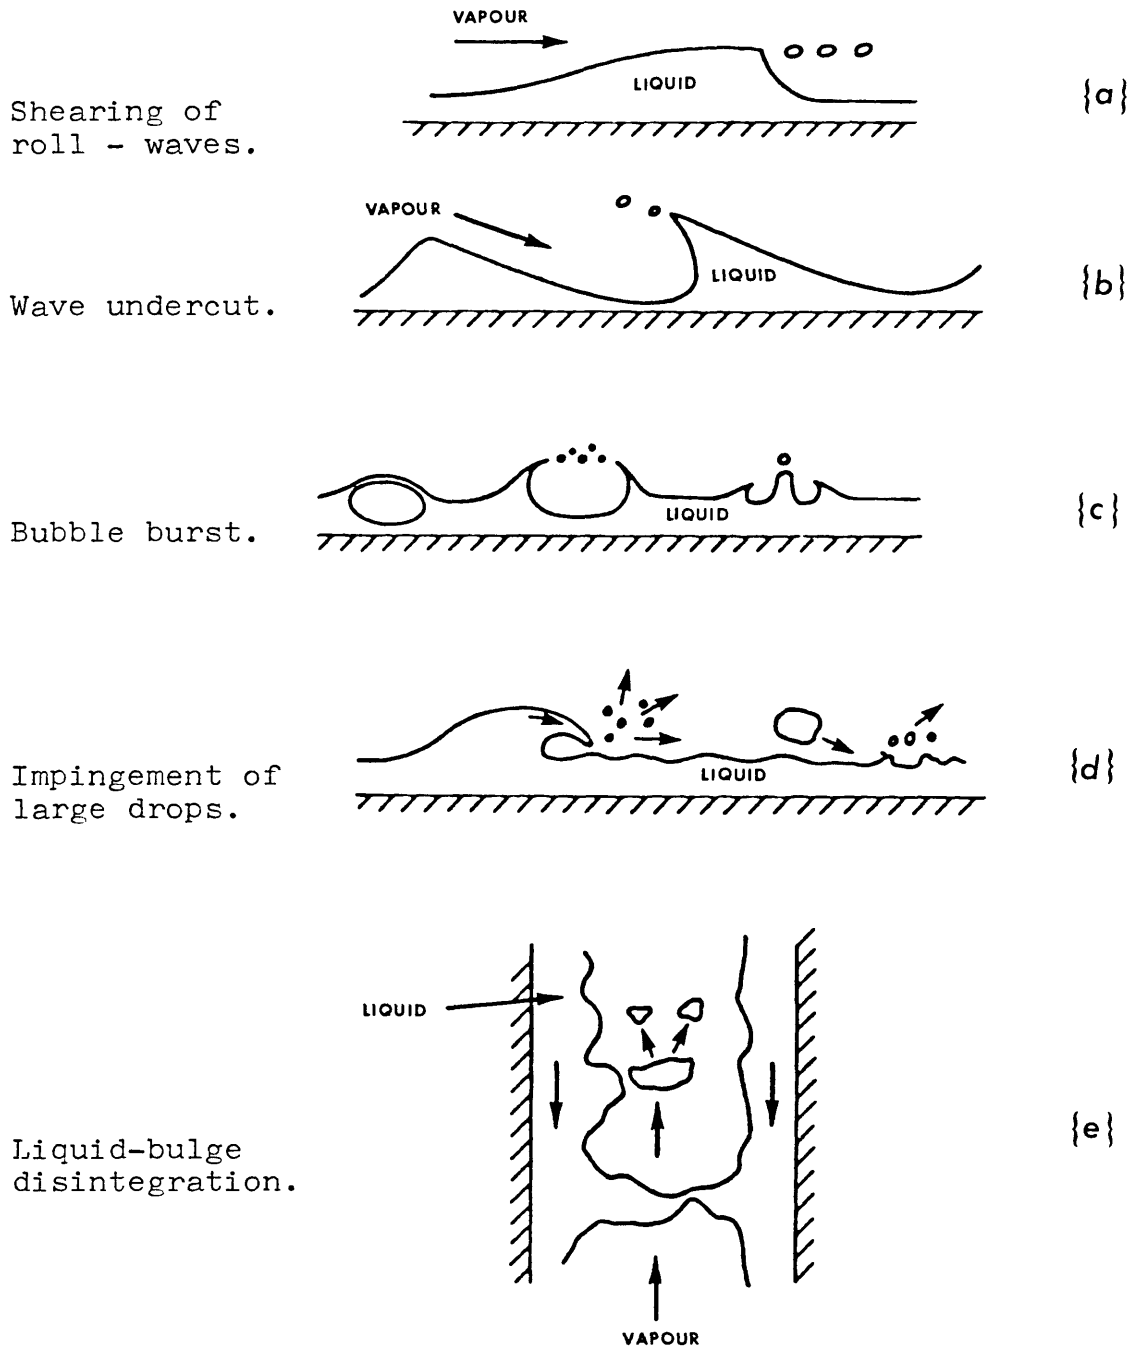 VAPOUR
LIQUID
{a}
Shearing of
roll - waves.
VAPOUR
LIQUID
{b}
Wave undercut.
LIQUID
{c}
Bubble burst.
LIQUID
{d}
Impingement of
large drops.
LIQUID
{e}
Liquid-bulge
disintegration.
VAPOUR